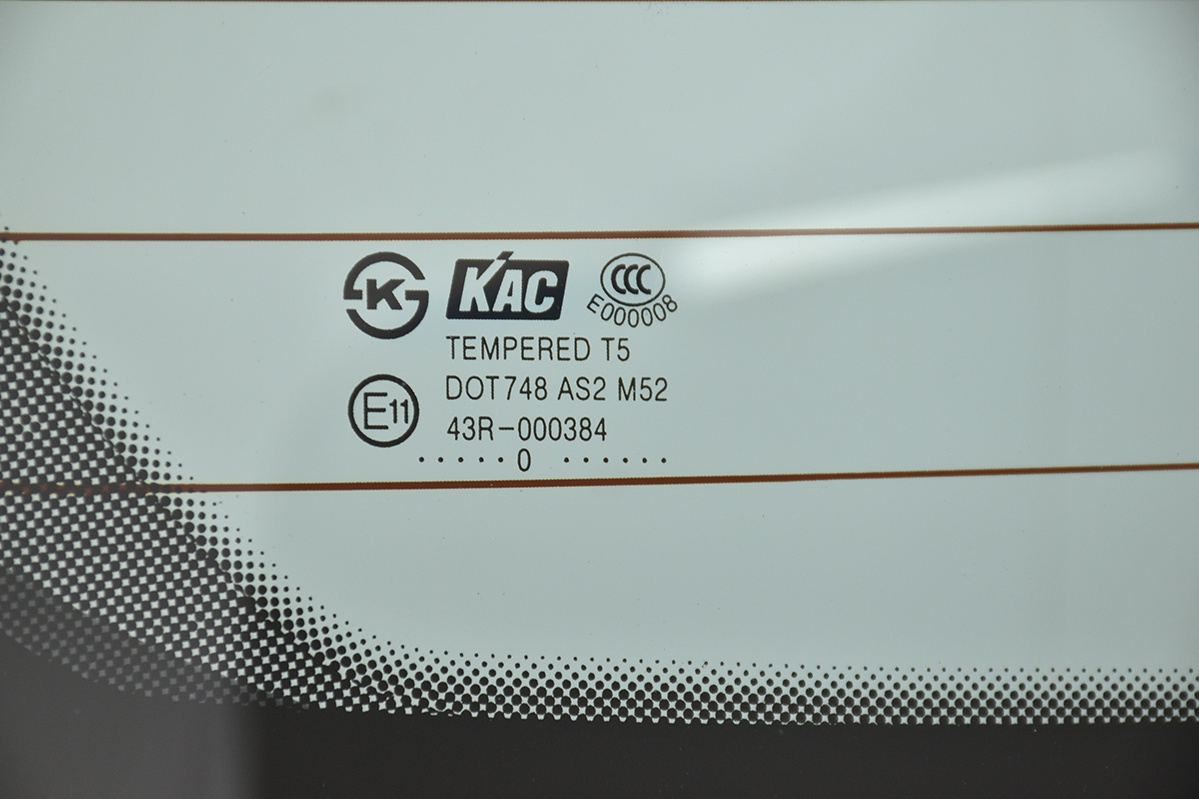 K KAC CCC
E000008
TEMPERED T5
DOT748 AS2 M52
E11
43R-000384
·····0 ······